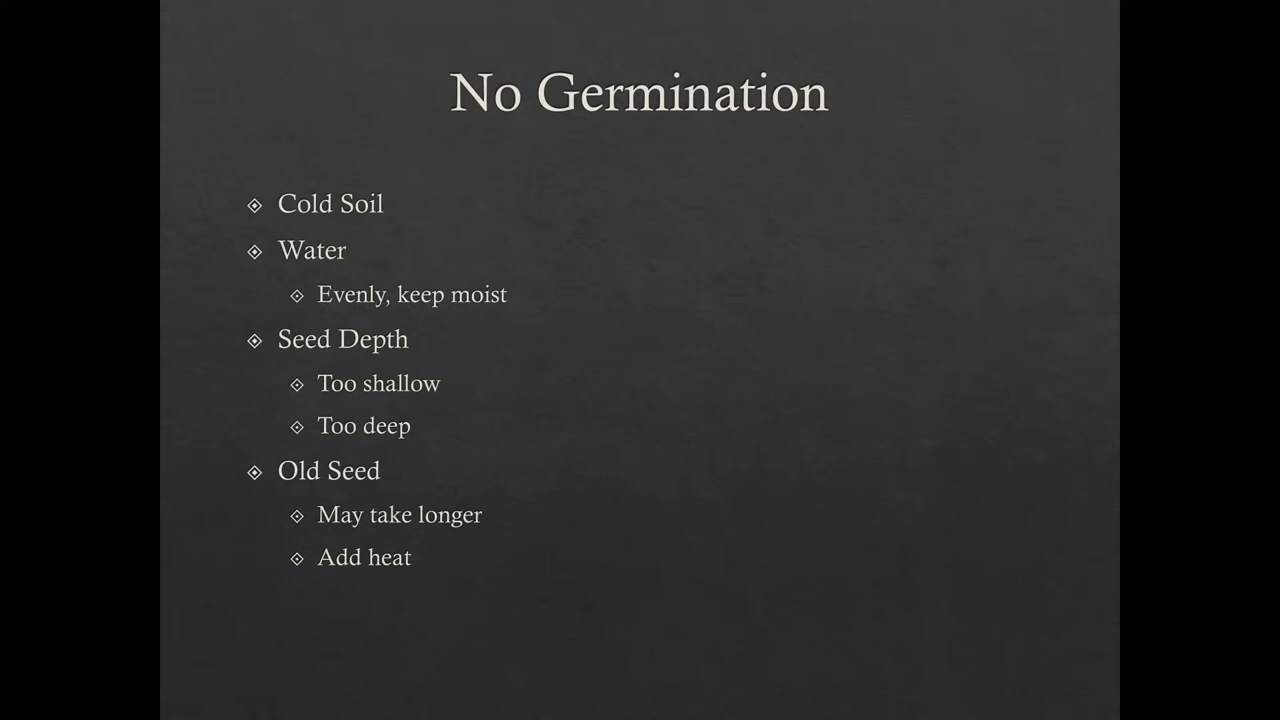 No Germination
Cold Soil
Water
Evenly, keep moist
Seed Depth
Too shallow
Too deep
Old Seed
May take longer
Add heat